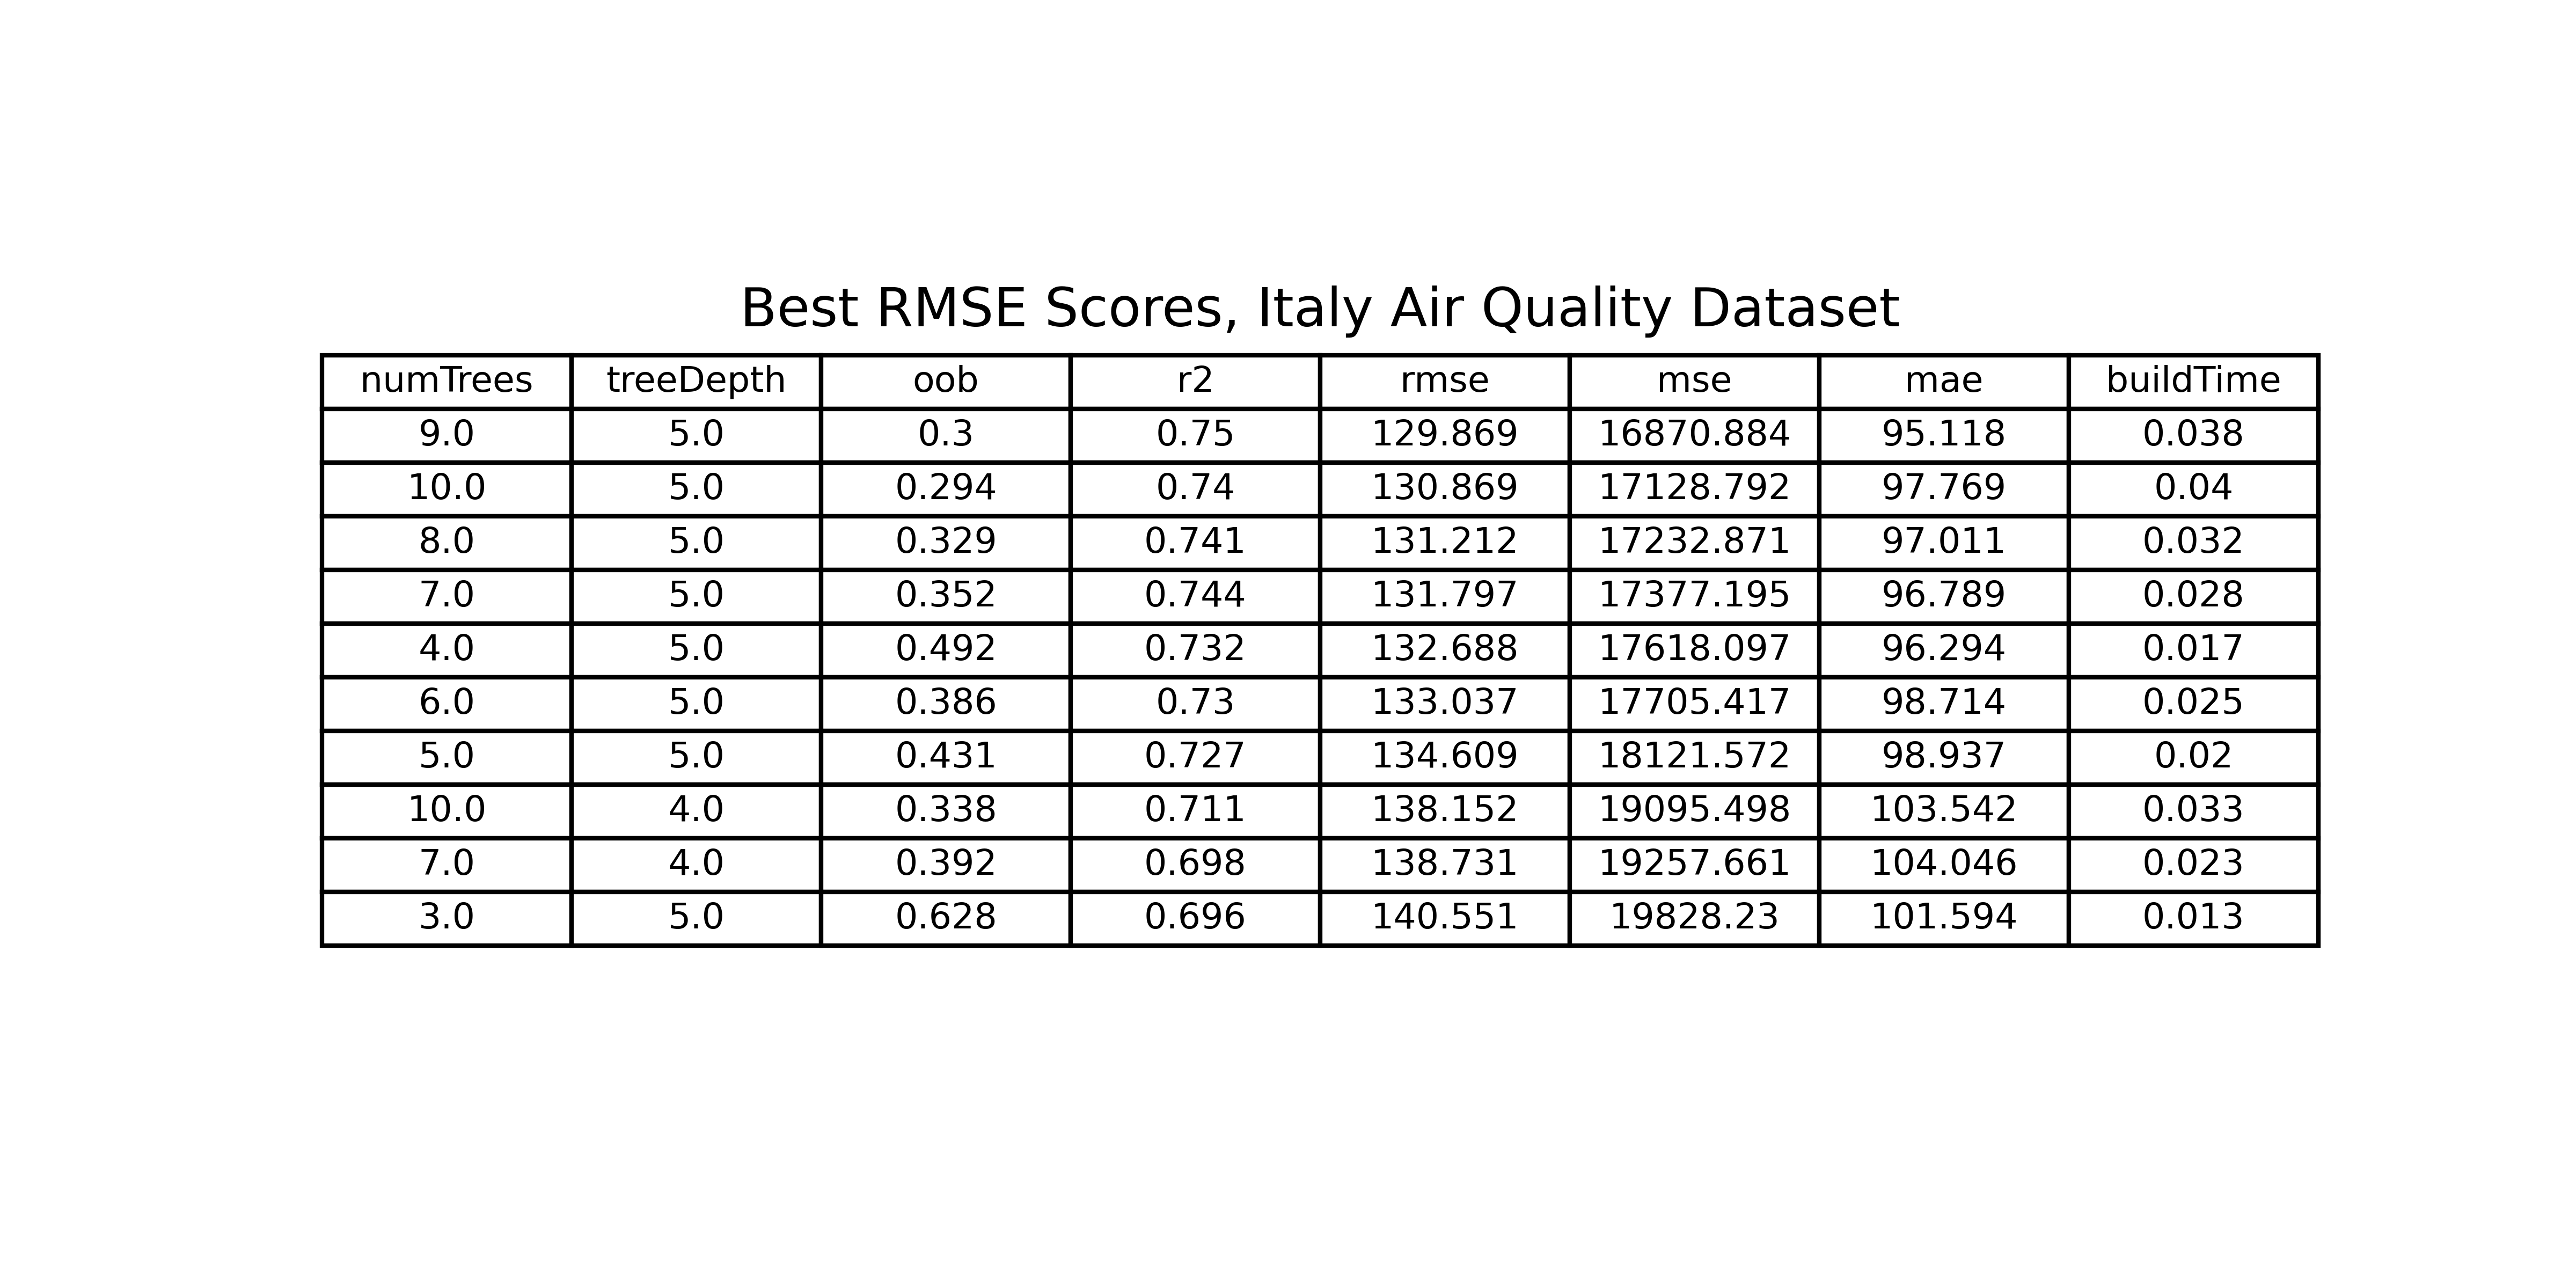 Best RMSE Scores, Italy Air Quality Dataset
numTrees treeDepth oob r2 rmse mse mae buildTime
9.0 5.0 0.3 0.75 129.869 16870.884 95.118 0.038
10.0 5.0 0.294 0.74 130.869 17128.792 97.769 0.04
8.0 5.0 0.329 0.741 131.212 17232.871 97.011 0.032
7.0 5.0 0.352 0.744 131.797 17377.195 96.789 0.028
4.0 5.0 0.492 0.732 132.688 17618.097 96.294 0.017
6.0 5.0 0.386 0.73 133.037 17705.417 98.714 0.025
5.0 5.0 0.431 0.727 134.609 18121.572 98.937 0.02
10.0 4.0 0.338 0.711 138.152 19095.498 103.542 0.033
7.0 4.0 0.392 0.698 138.731 19257.661 104.046 0.023
3.0 5.0 0.628 0.696 140.551 19828.23 101.594 0.013